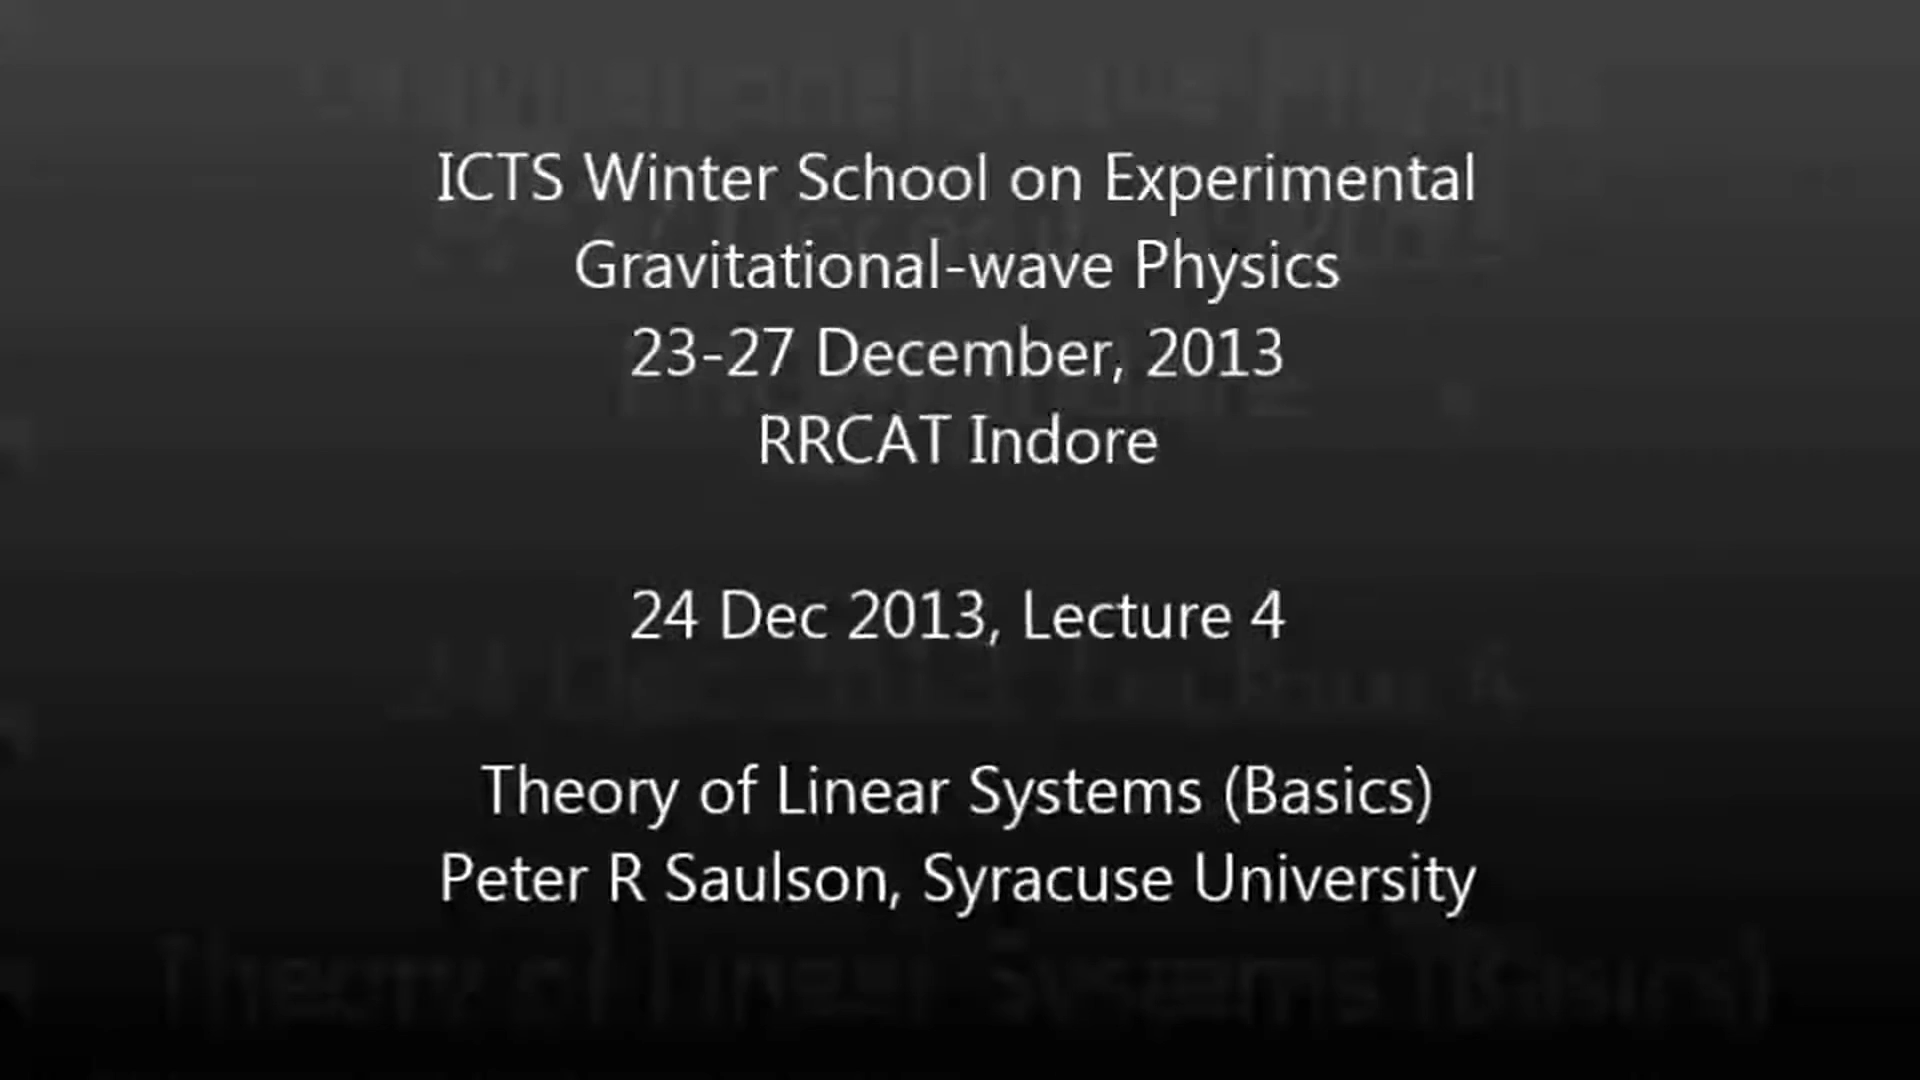 ICTS Winter School on Experimental
Gravitational-wave Physics
23-27 December, 2013
RRCAT Indore
24 Dec 2013, Lecture 4
Theory of Linear Systems (Basics)
Peter R Saulson, Syracuse University